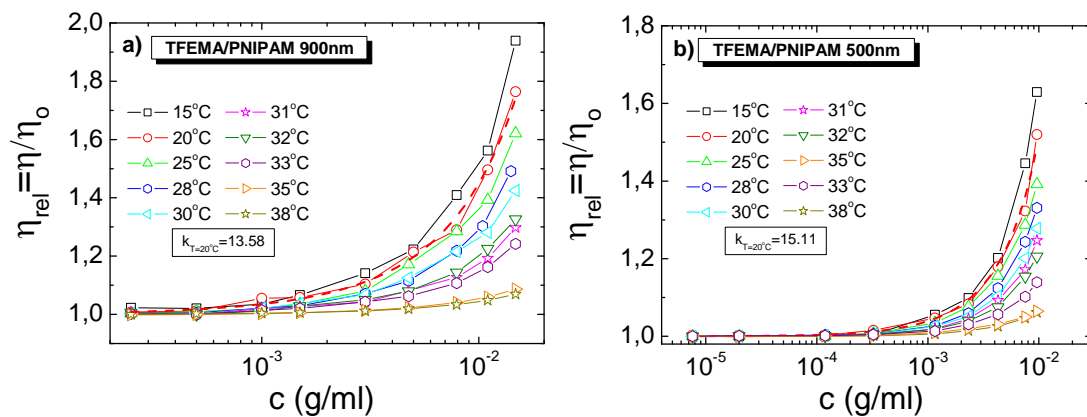 a)
TFEMA/PNIPAM 900nm
15°C
20°C
25°C
28°C
30°C
31°C
32°C
33°C
35°C
38°C
k_T=20°C=13.58
η_rel=η/η_o
2,0
1,8
1,6
1,4
1,2
1,0
10⁻³
10⁻²
c (g/ml)
b)
TFEMA/PNIPAM 500nm
15°C
20°C
25°C
28°C
30°C
31°C
32°C
35°C
33°C
38°C
k_T=20°C=15.11
η_rel=η/η_o
1,8
1,6
1,4
1,2
1,0
10⁻⁵
10⁻⁴
10⁻³
10⁻²
c (g/ml)